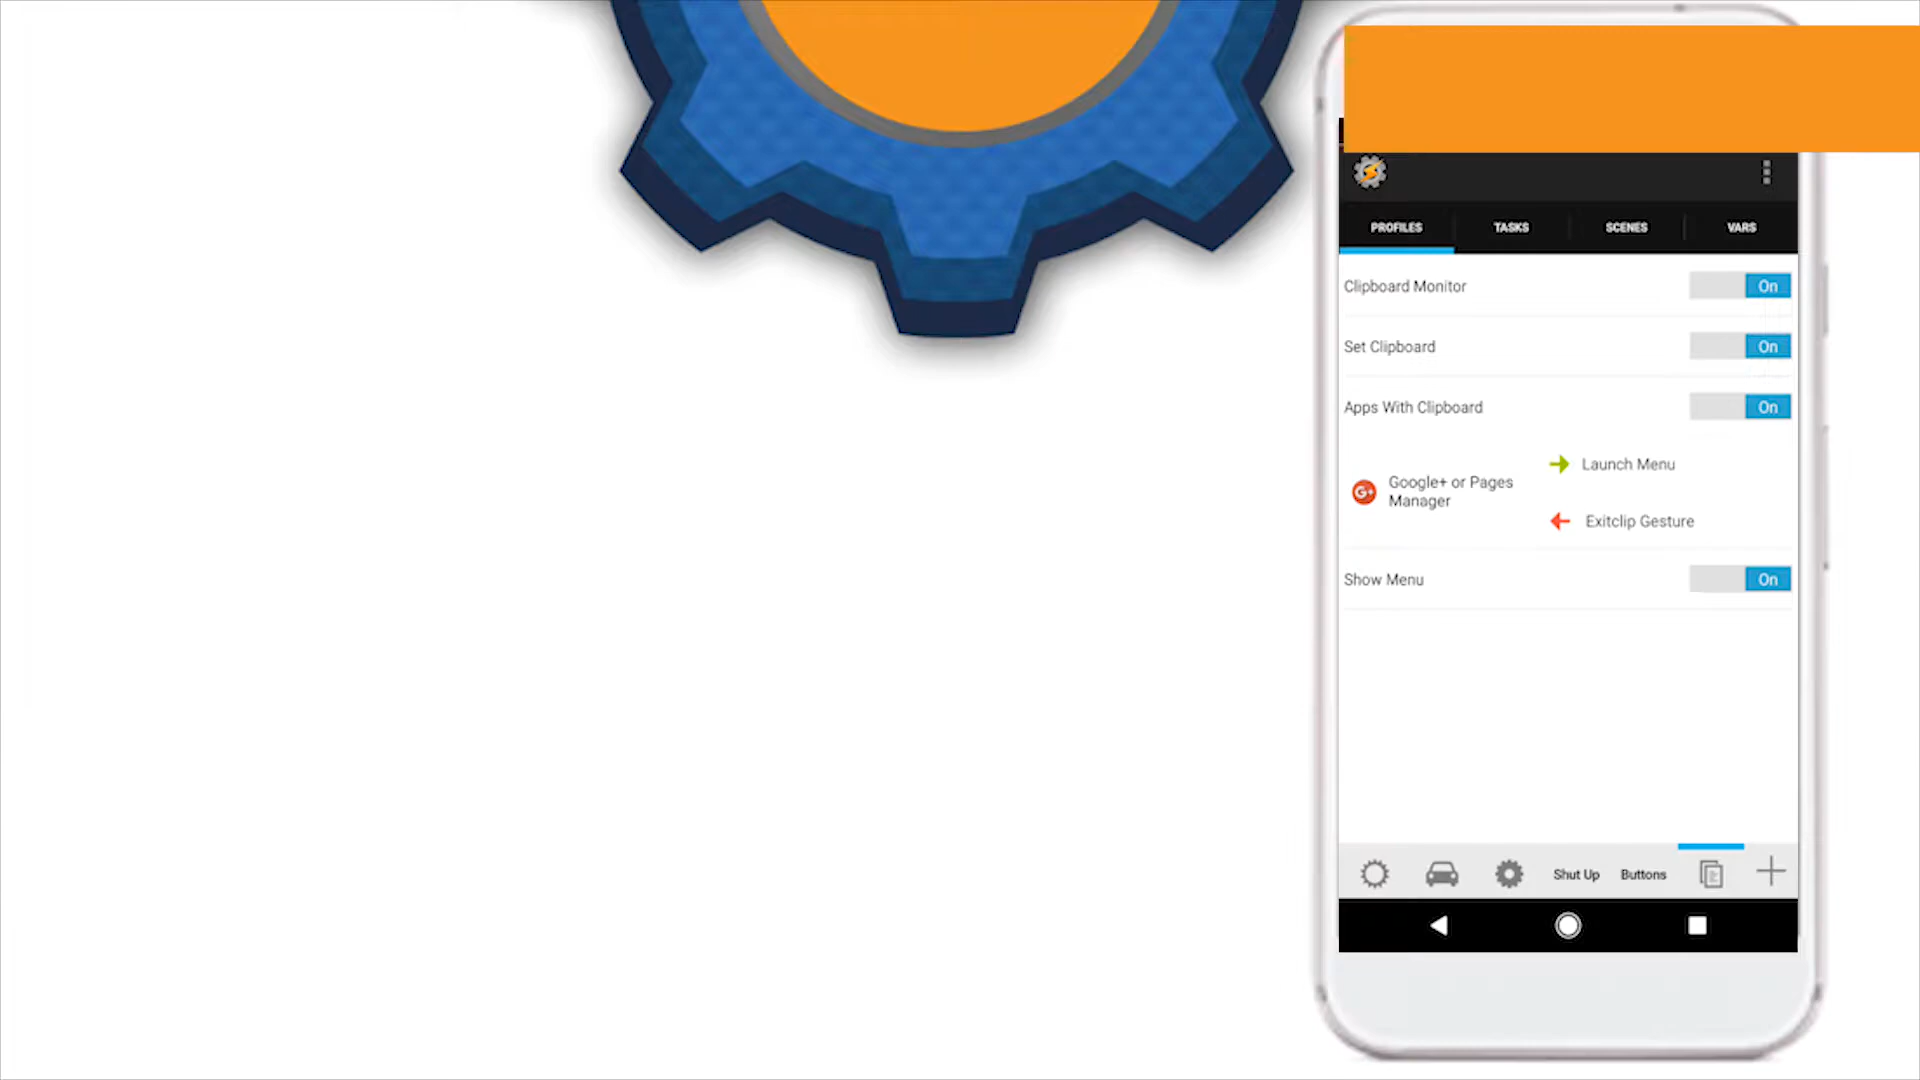 PROFILES TASKS SCENES VARS
Clipboard Monitor On
Set Clipboard On
Apps With Clipboard On
Launch Menu
Google+ or Pages
Manager
Exitclip Gesture
Show Menu On
Shut Up Buttons